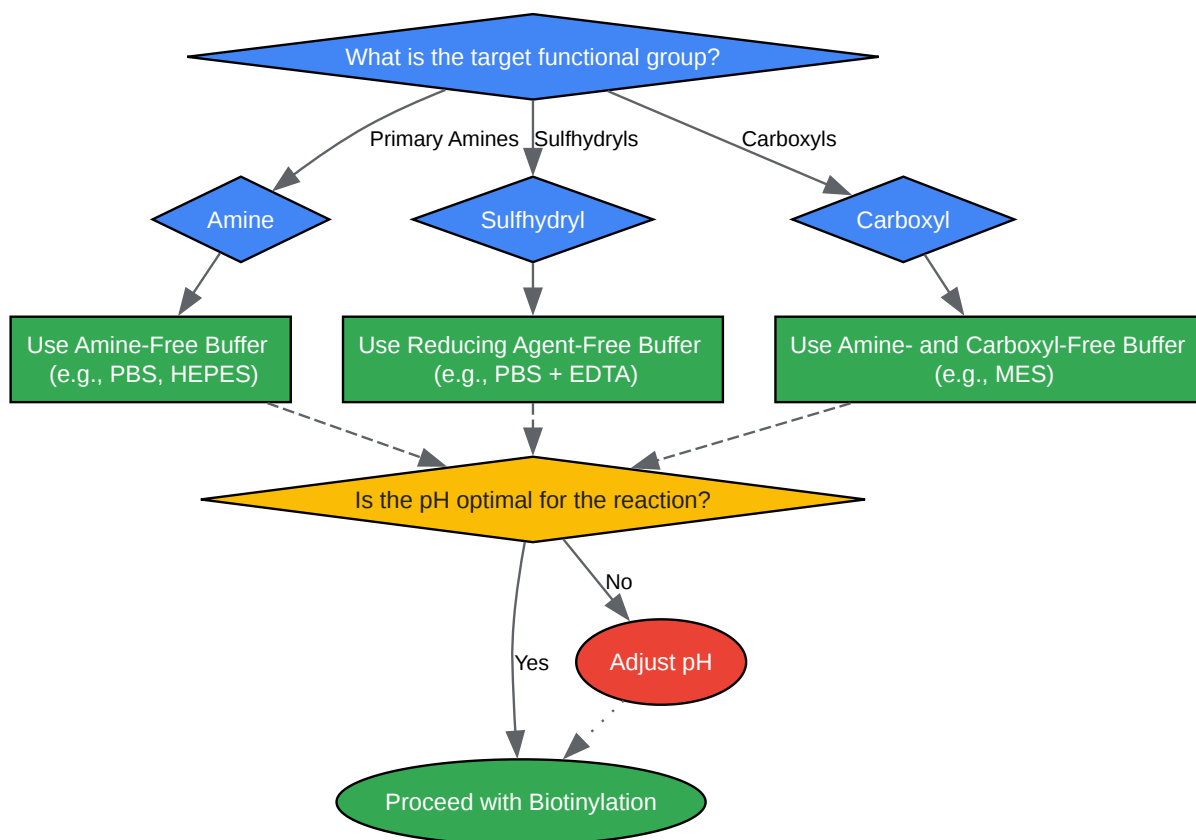 What is the target functional group?
Primary Amines
Sulfhydryls
Carboxyls
Amine
Sulfhydryl
Carboxyl
Use Amine-Free Buffer
(e.g., PBS, HEPES)
Use Reducing Agent-Free Buffer
(e.g., PBS + EDTA)
Use Amine- and Carboxyl-Free Buffer
(e.g., MES)
Is the pH optimal for the reaction?
No
Yes
Adjust pH
Proceed with Biotinylation